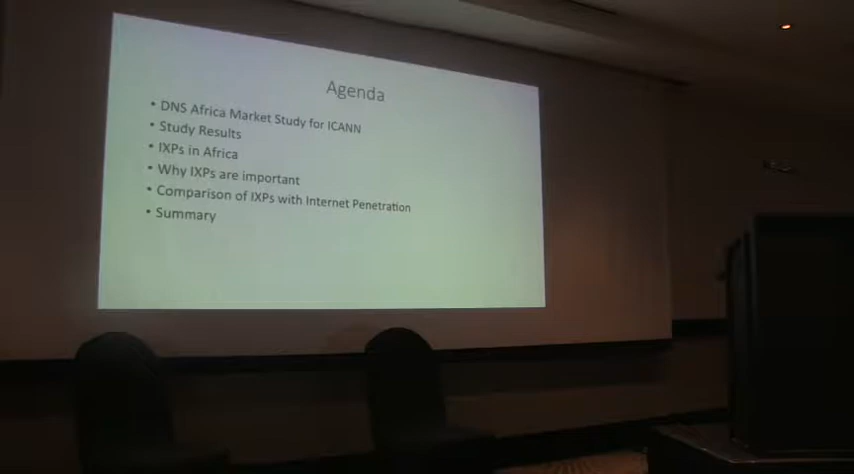 Agenda
• DNS Africa Market Study for ICANN
• Study Results
• IXPs in Africa
• Why IXPs are important
• Comparison of IXPs with Internet Penetration
• Summary